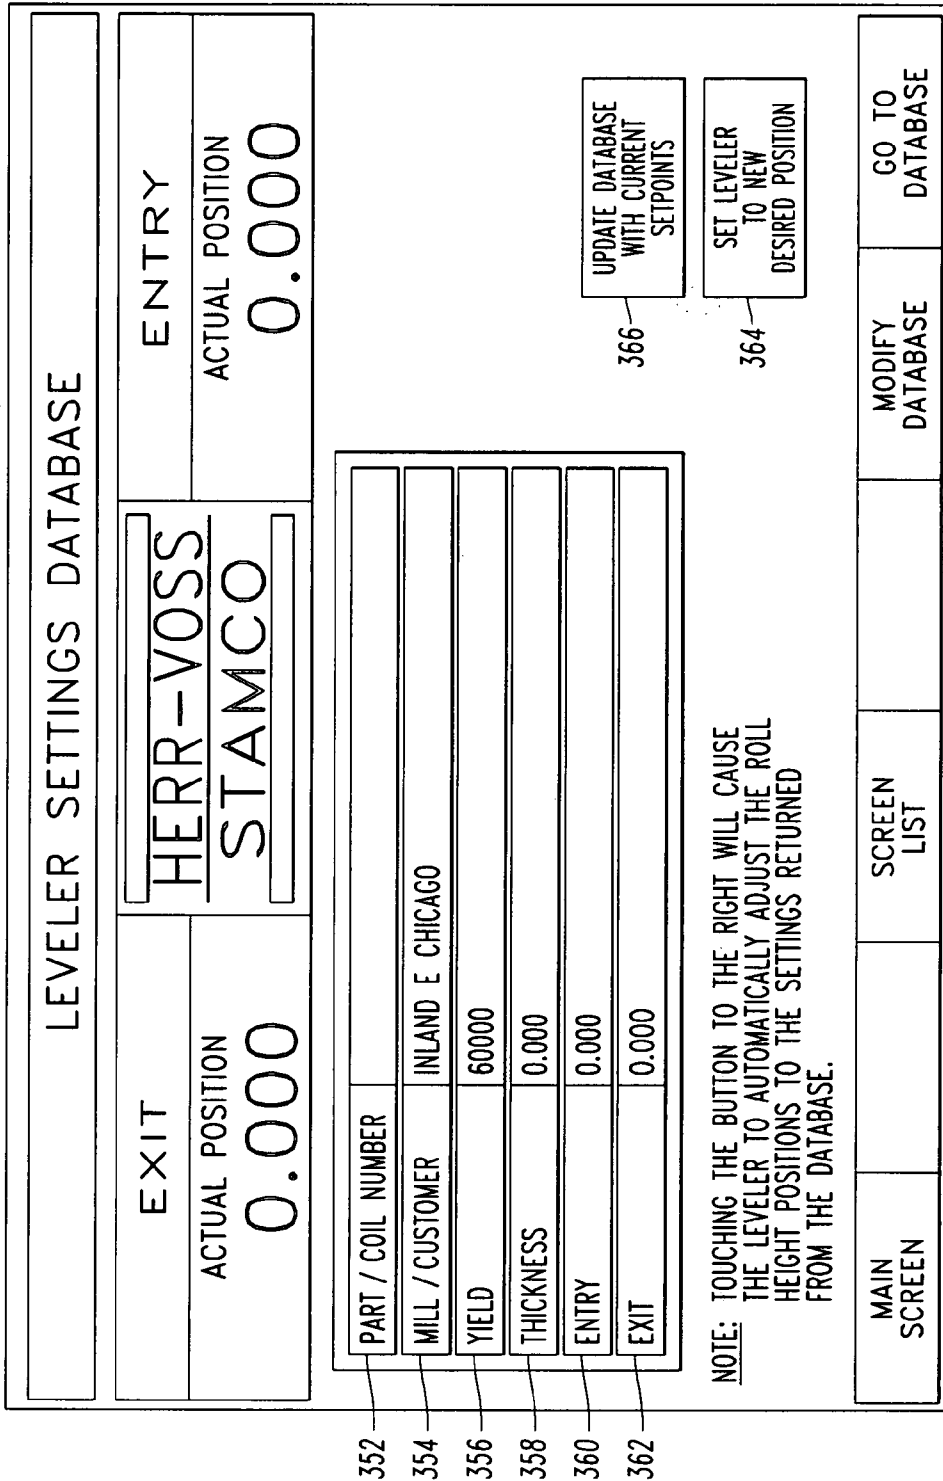 LEVELER SETTINGS DATABASE
EXIT
ACTUAL POSITION
0.000
HERR-VOSS
STAMCO
ENTRY
ACTUAL POSITION
0.000
352
PART / COIL NUMBER
354
MILL / CUSTOMER
INLAND E CHICAGO
356
YIELD
60000
358
THICKNESS
0.000
360
ENTRY
0.000
362
EXIT
0.000
366
UPDATE DATABASE
WITH CURRENT
SETPOINTS
364
SET LEVELER
TO NEW
DESIRED POSITION
NOTE: TOUCHING THE BUTTON TO THE RIGHT WILL CAUSE
THE LEVELER TO AUTOMATICALLY ADJUST THE ROLL
HEIGHT POSITIONS TO THE SETTINGS RETURNED
FROM THE DATABASE.
MAIN
SCREEN
SCREEN
LIST
MODIFY
DATABASE
GO TO
DATABASE